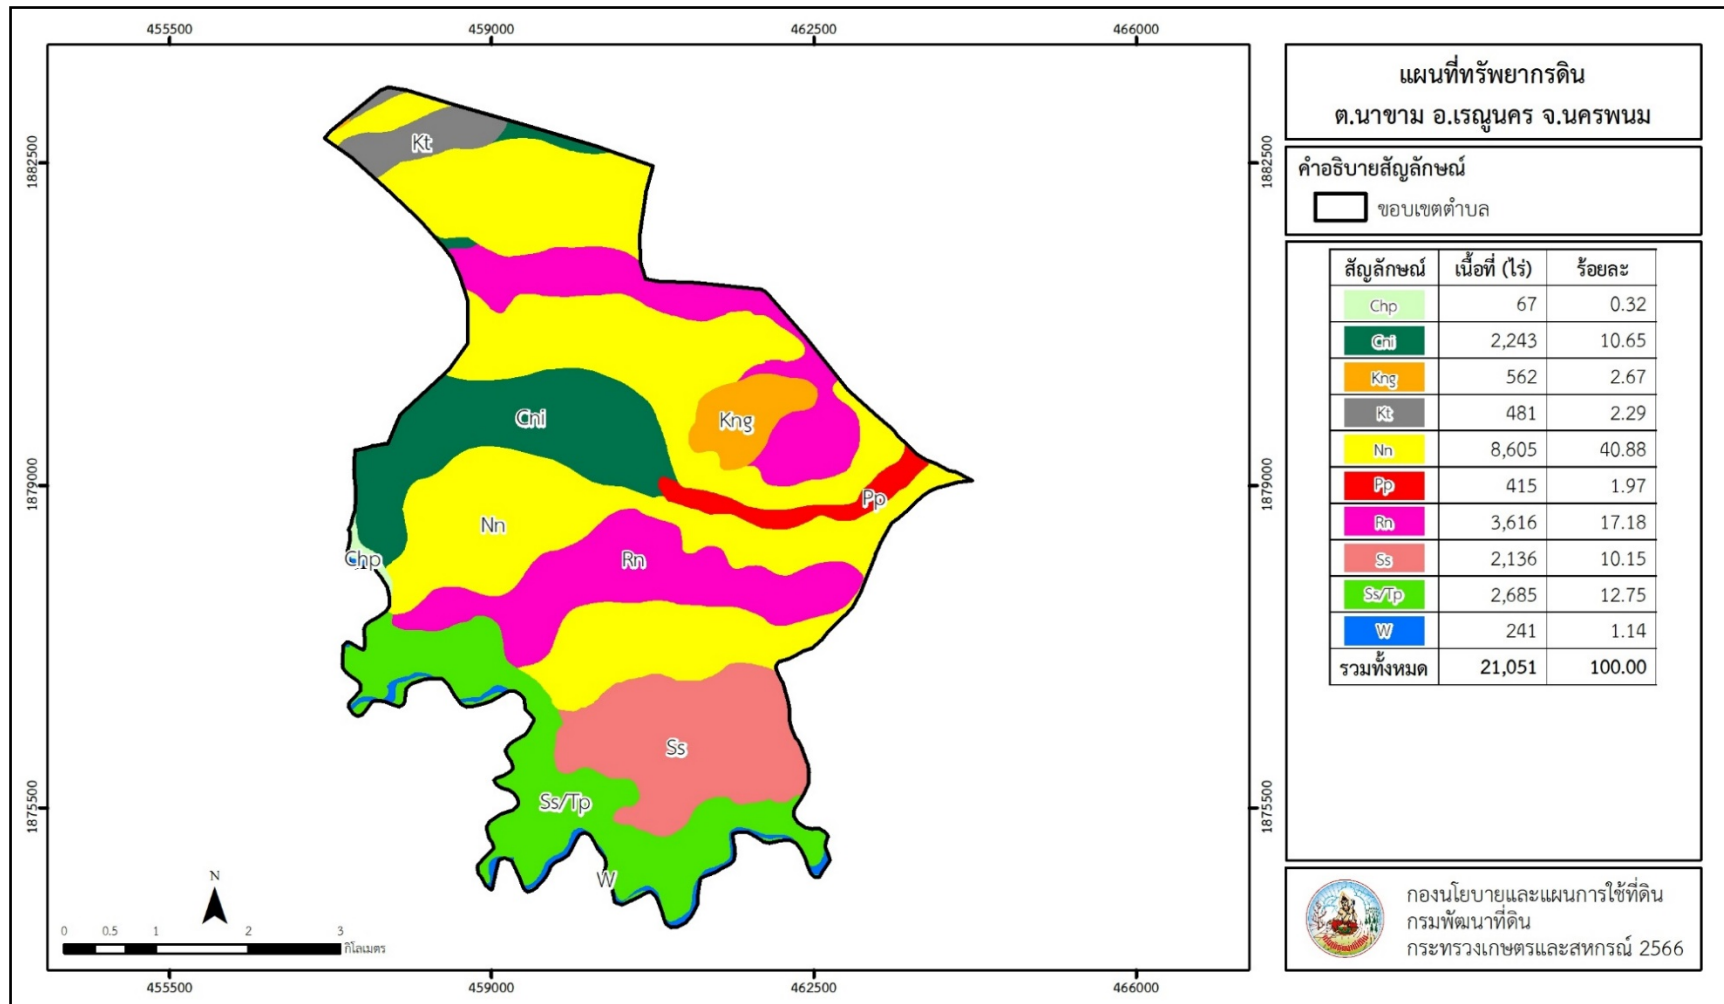 455500 459000 462500 466000
แผนที่ทรัพยากรดิน
ต.นาขาม อ.เรณูนคร จ.นครพนม
คำอธิบายสัญลักษณ์
ขอบเขตตำบล
สัญลักษณ์ เนื้อที่ (ไร่) ร้อยละ
Chp 67 0.32
Cni 2,243 10.65
Kng 562 2.67
Kt 481 2.29
Nn 8,605 40.88
Pp 415 1.97
Rn 3,616 17.18
Ss 2,136 10.15
Ss/Tp 2,685 12.75
W 241 1.14
รวมทั้งหมด 21,051 100.00
1882500 1882500
1879000 1879000
1875500 1875500
Kt
Cni
Kng
Pp
Nn
Chp
Rn
Ss
Ss/Tp
W
N
0 0.5 1 2 3
กิโลเมตร
455500 459000 462500 466000
กองนโยบายและแผนการใช้ที่ดิน
กรมพัฒนาที่ดิน
กระทรวงเกษตรและสหกรณ์ 2566